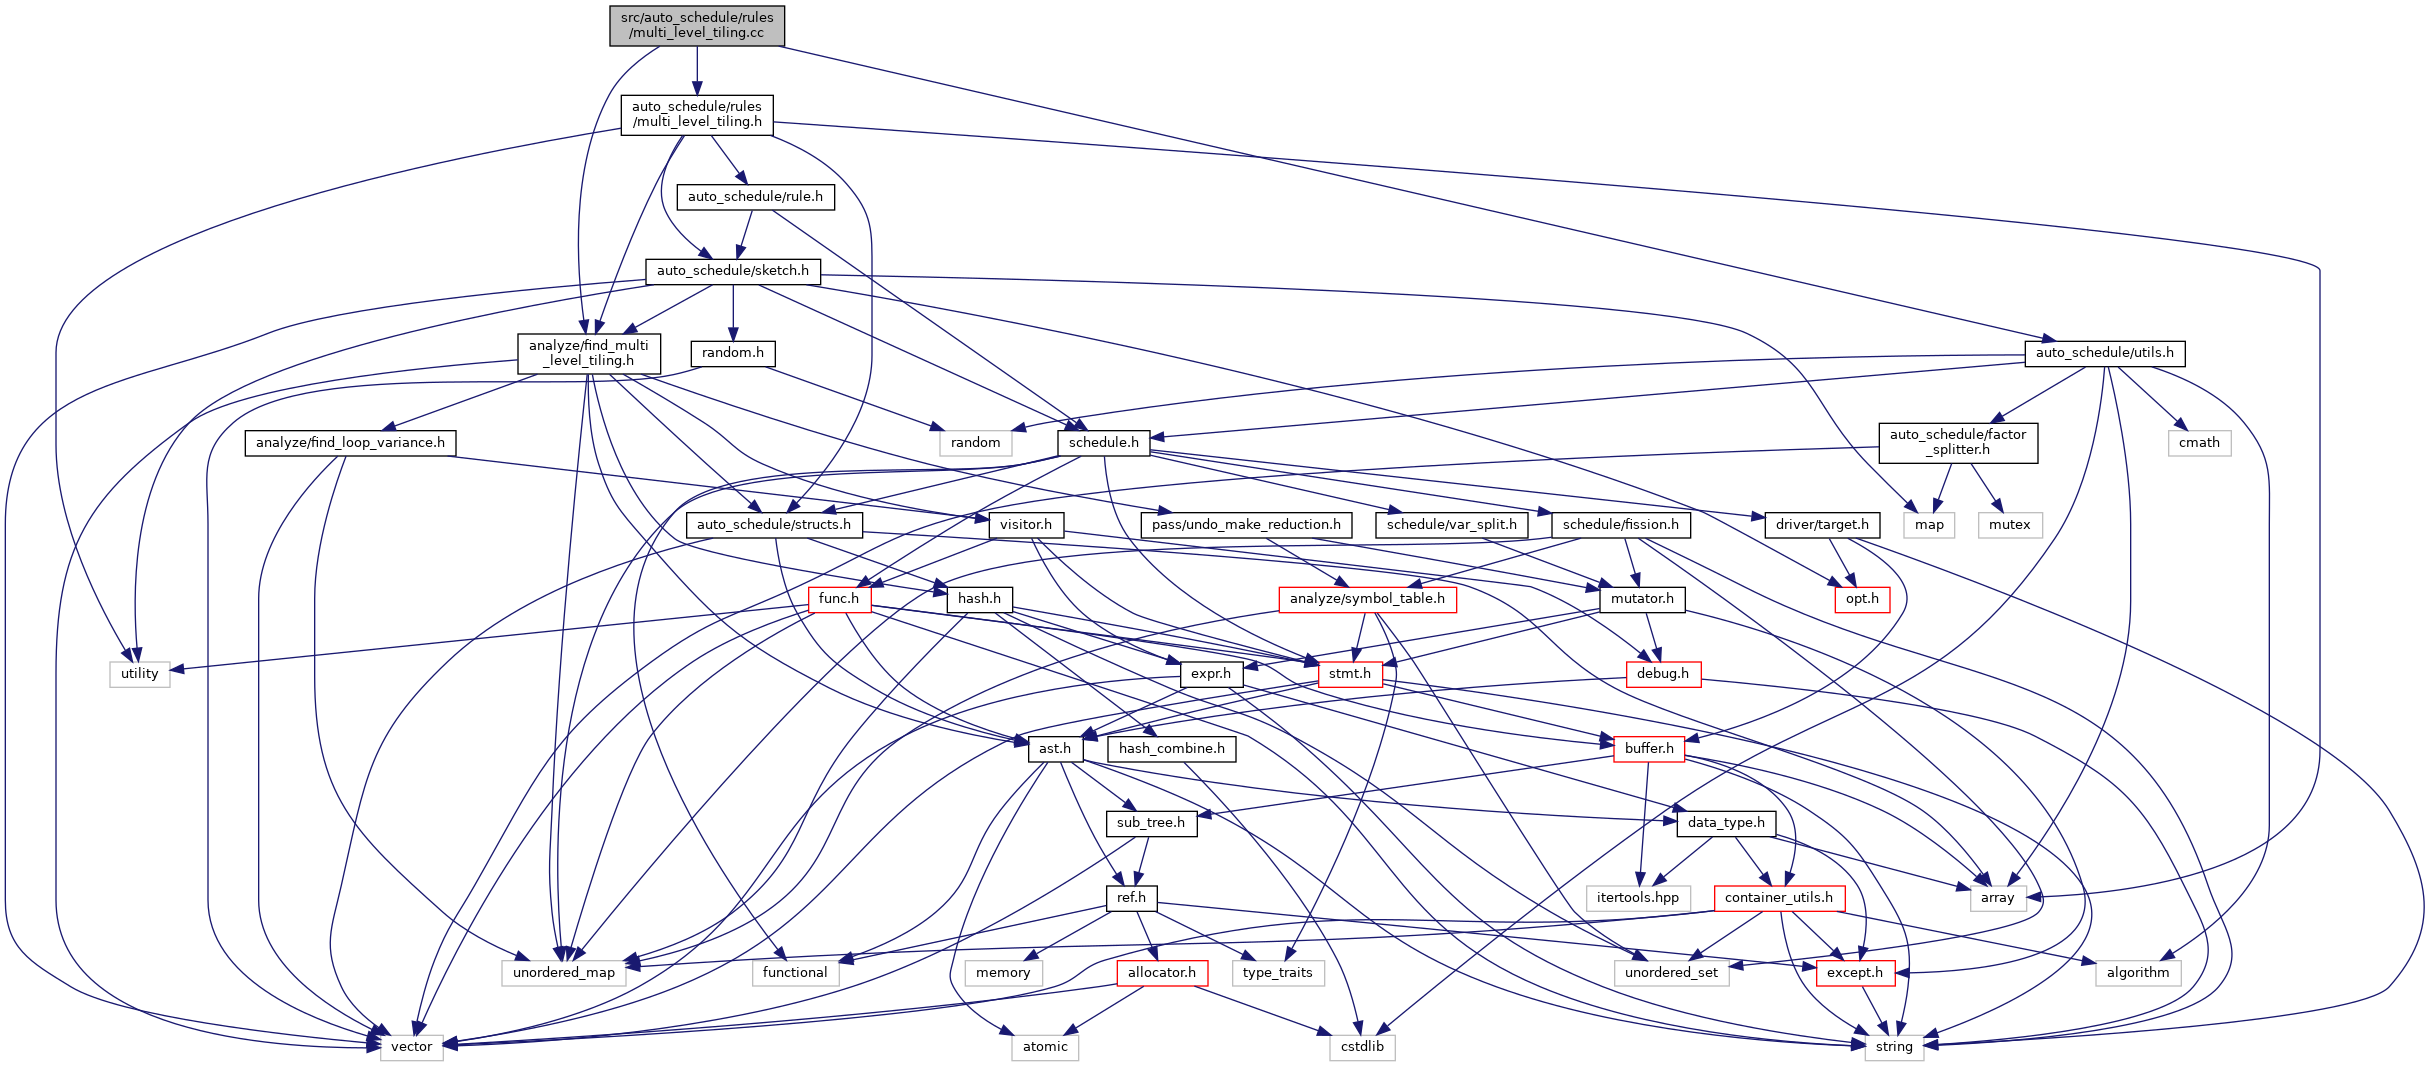 src/auto_schedule/rules
/multi_level_tiling.cc
auto_schedule/rules
/multi_level_tiling.h
auto_schedule/rule.h
auto_schedule/sketch.h
analyze/find_multi
_level_tiling.h
random.h
auto_schedule/utils.h
analyze/find_loop_variance.h
random
schedule.h
auto_schedule/factor
_splitter.h
cmath
auto_schedule/structs.h
visitor.h
pass/undo_make_reduction.h
schedule/var_split.h
schedule/fission.h
driver/target.h
map
mutex
func.h
hash.h
analyze/symbol_table.h
mutator.h
opt.h
utility
expr.h
stmt.h
debug.h
ast.h
hash_combine.h
buffer.h
sub_tree.h
data_type.h
ref.h
itertools.hpp
container_utils.h
array
unordered_map
functional
memory
allocator.h
type_traits
unordered_set
except.h
algorithm
vector
atomic
cstdlib
string